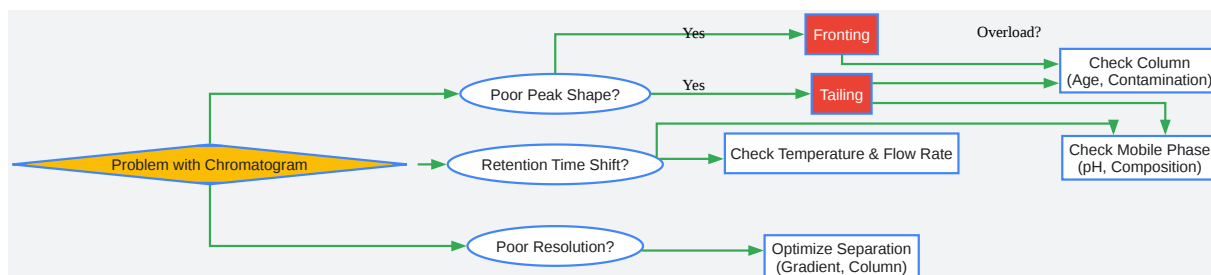 Yes
Fronting
Overload?
Check Column
(Age, Contamination)
Poor Peak Shape?
Yes
Tailing
Problem with Chromatogram
Retention Time Shift?
Check Temperature & Flow Rate
Check Mobile Phase
(pH, Composition)
Poor Resolution?
Optimize Separation
(Gradient, Column)